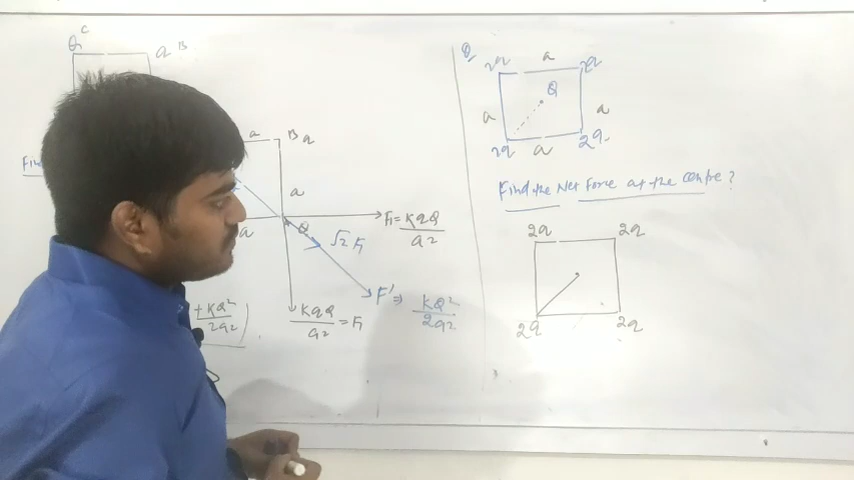 C
Q
a B
Find
a
B
q
a
a
Q
F₁ = KqQ/a²
√2 F₁
F' ⇒ KQ²/2a²
KqQ/a² = F₁
+ KQ²/2a²
Q,
2q
a
2q
a
Q
a
2q
a
2q.
Find the Net Force at the centre?
2q
2q
2q
2q